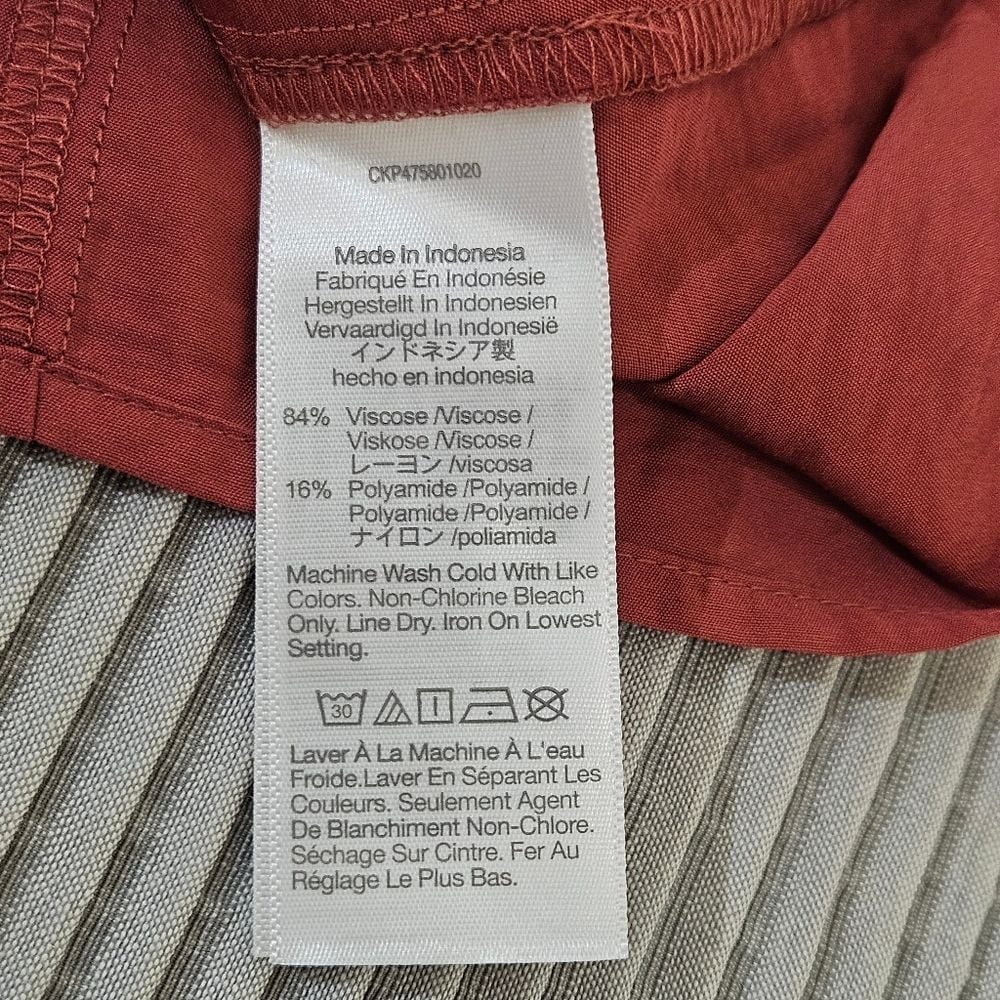 CKP475801020
Made In Indonesia
Fabriqué En Indonésie
Hergestellt In Indonesien
Vervaardigd In Indonesië
インドネシア製
hecho en indonesia
84% Viscose /Viscose /
Viskose /Viscose /
レーヨン /viscosa
16% Polyamide /Polyamide /
Polyamide /Polyamide /
ナイロン /poliamida
Machine Wash Cold With Like
Colors. Non-Chlorine Bleach
Only. Line Dry. Iron On Lowest
Setting.
30
Laver À La Machine À L'eau
Froide.Laver En Séparant Les
Couleurs. Seulement Agent
De Blanchiment Non-Chlore.
Séchage Sur Cintre. Fer Au
Réglage Le Plus Bas.